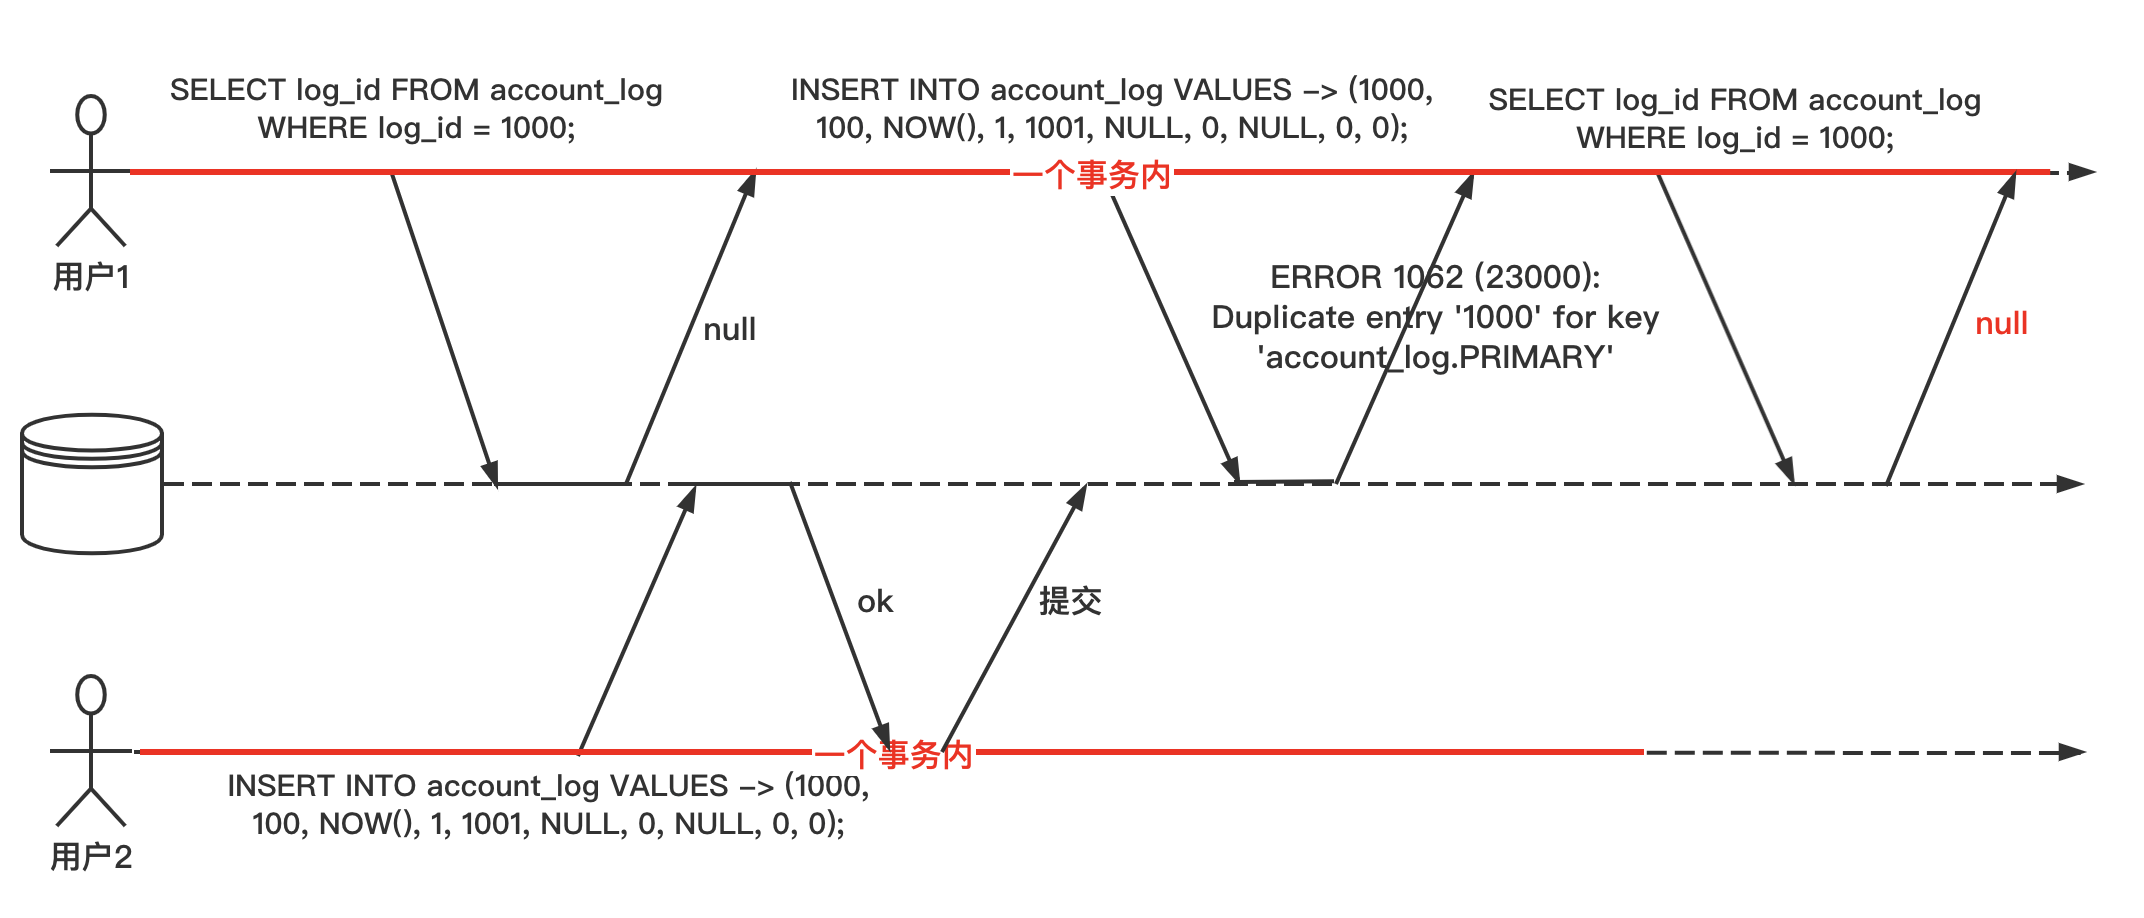 SELECT log_id FROM account_log
WHERE log_id = 1000;
INSERT INTO account_log VALUES -> (1000,
100, NOW(), 1, 1001, NULL, 0, NULL, 0, 0);
SELECT log_id FROM account_log
WHERE log_id = 1000;
一个事务内
用户1
null
ERROR 1062 (23000):
Duplicate entry '1000' for key
'account_log.PRIMARY'
null
ok
提交
一个事务内
INSERT INTO account_log VALUES -> (1000,
100, NOW(), 1, 1001, NULL, 0, NULL, 0, 0);
用户2